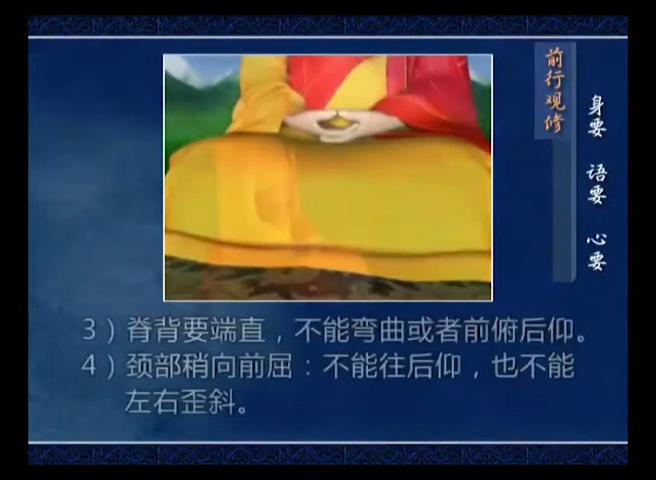 前行观修
身要 语要 心要
3）脊背要端直，不能弯曲或者前俯后仰。
4）颈部稍向前屈：不能往后仰，也不能
左右歪斜。